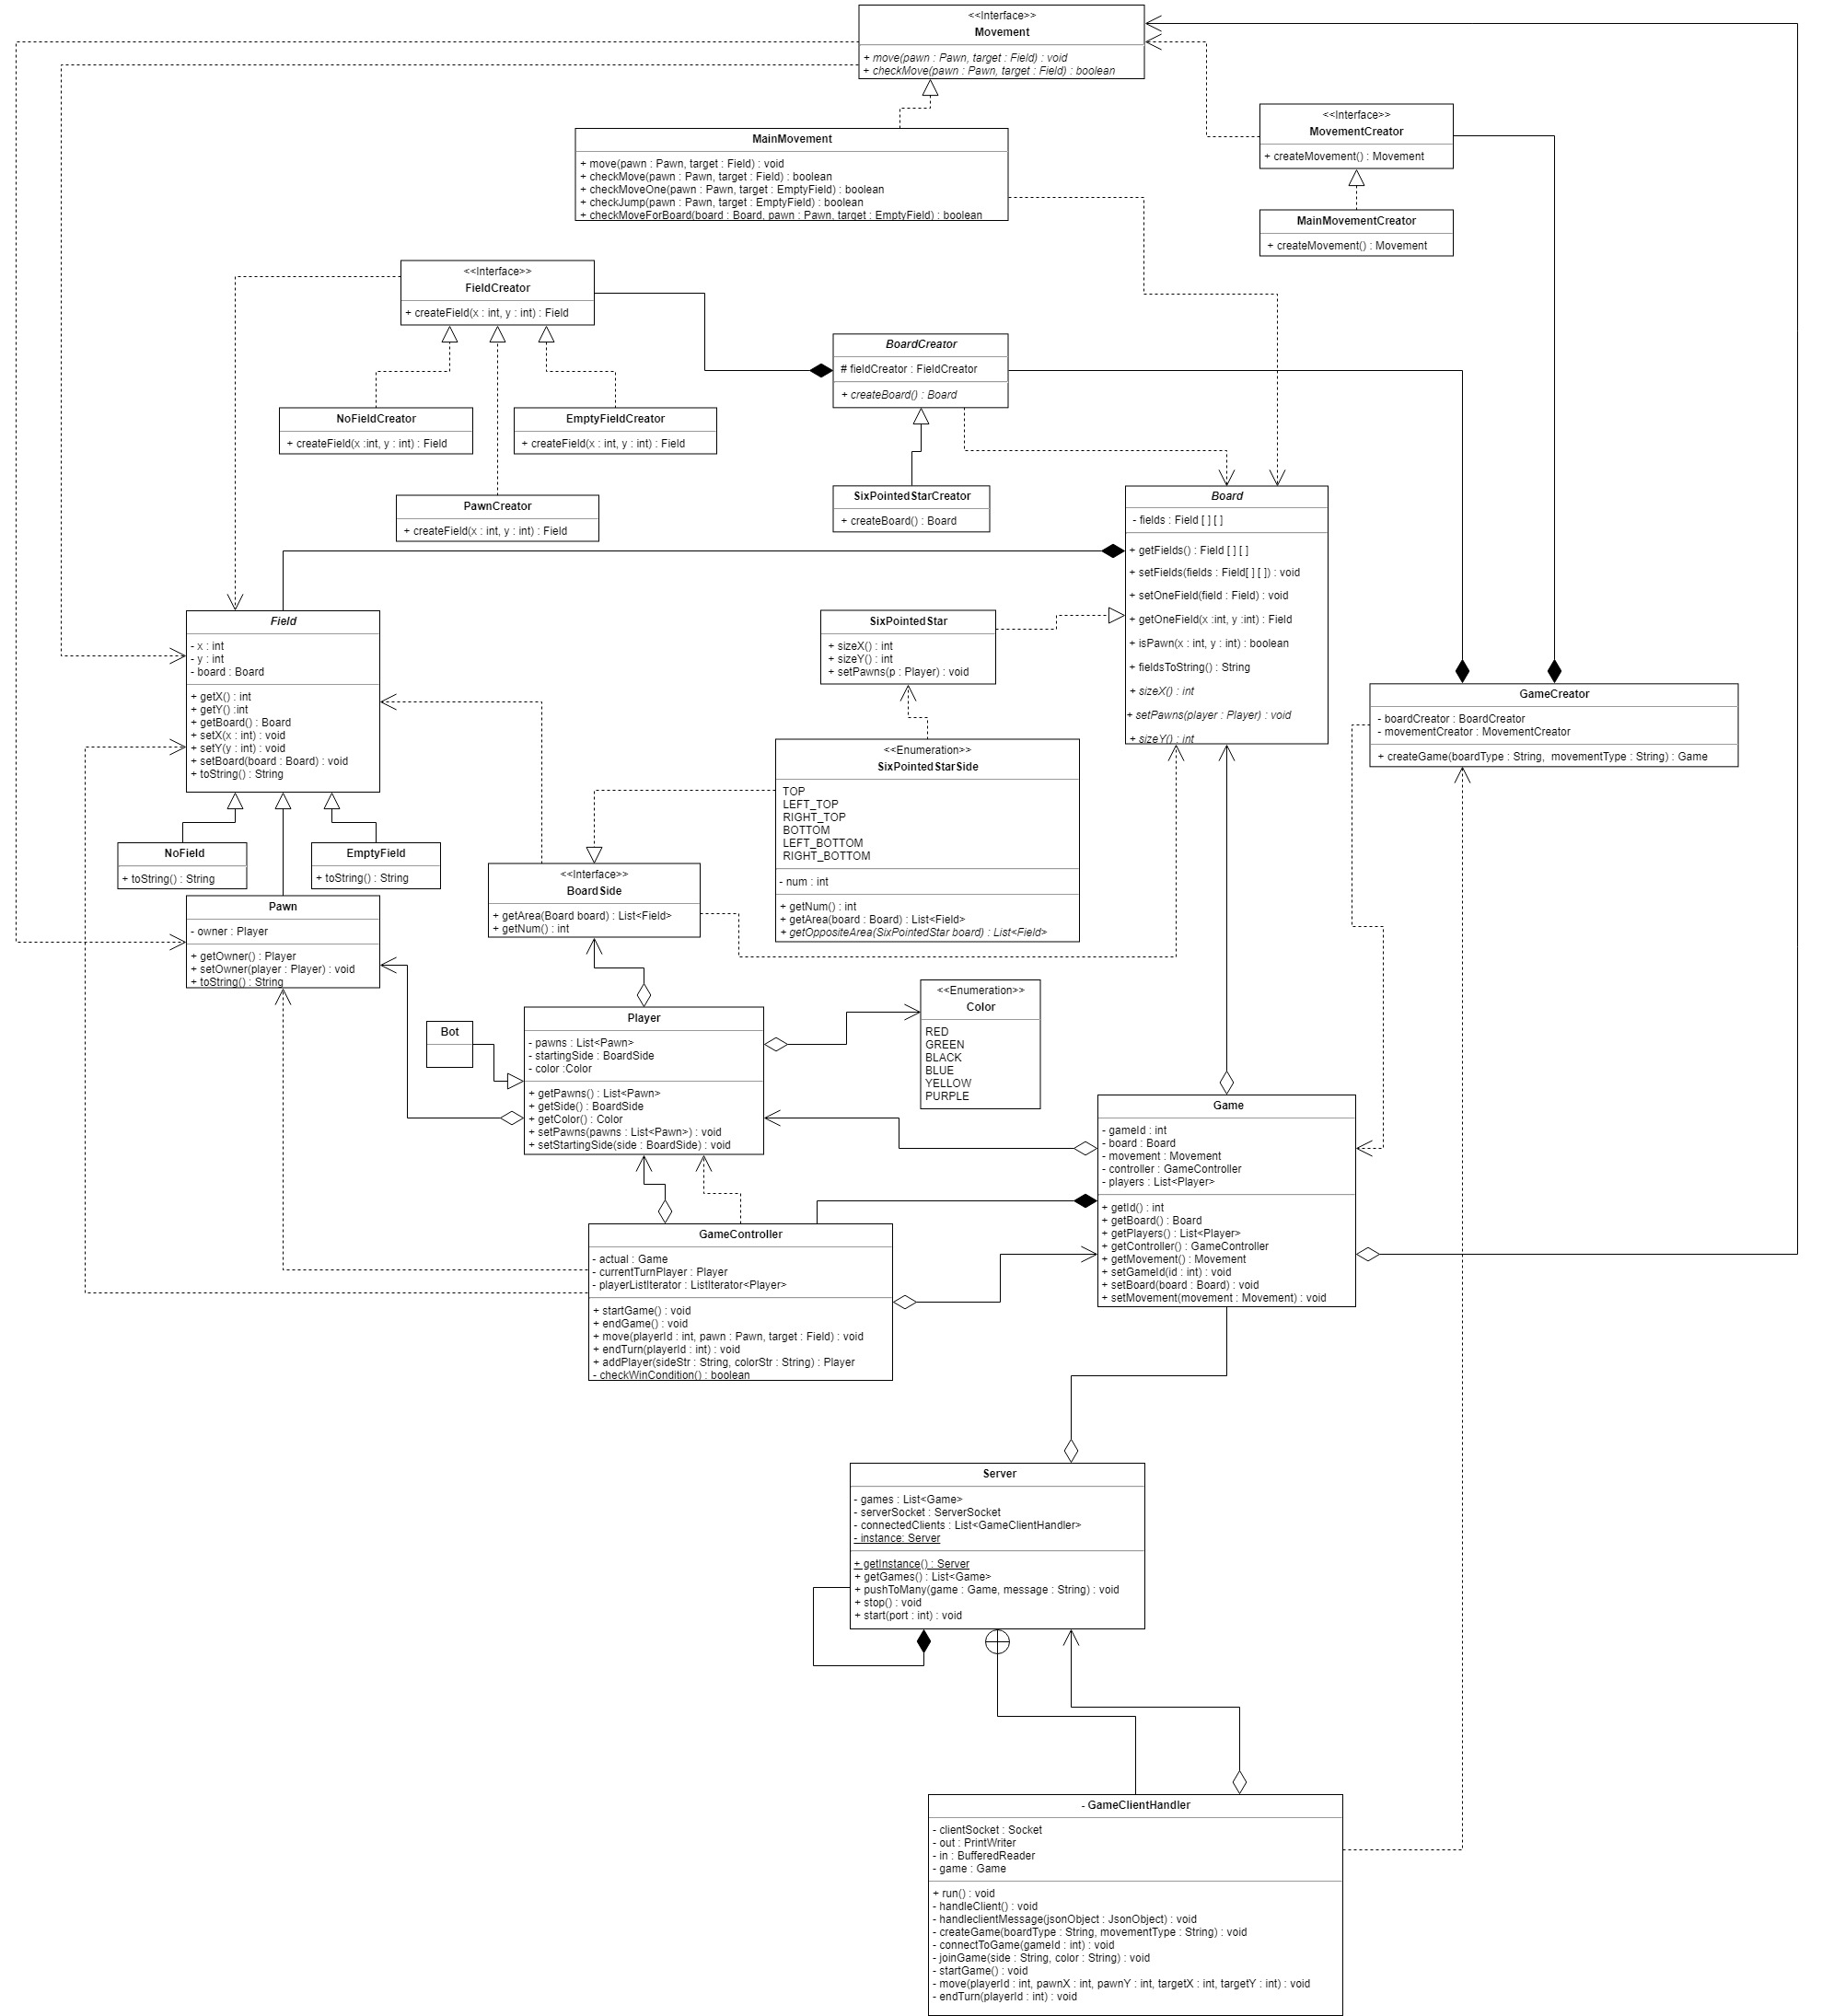 <<Interface>>
Movement
+ move(pawn : Pawn, target : Field) : void
+ checkMove(pawn : Pawn, target : Field) : boolean
<<Interface>>
MovementCreator
+ createMovement() : Movement
MainMovement
+ move(pawn : Pawn, target : Field) : void
+ checkMove(pawn : Pawn, target : Field) : boolean
+ checkMoveOne(pawn : Pawn, target : EmptyField) : boolean
+ checkJump(pawn : Pawn, target : EmptyField) : boolean
+ checkMoveForBoard(board : Board, pawn : Pawn, target : EmptyField) : boolean
MainMovementCreator
+ createMovement() : Movement
<<Interface>>
FieldCreator
+ createField(x : int, y : int) : Field
BoardCreator
# fieldCreator : FieldCreator
+ createBoard() : Board
NoFieldCreator
+ createField(x :int, y : int) : Field
EmptyFieldCreator
+ createField(x : int, y : int) : Field
PawnCreator
+ createField(x : int, y : int) : Field
SixPointedStarCreator
+ createBoard() : Board
Board
- fields : Field [ ] [ ]
+ getFields() : Field [ ] [ ]
+ setFields(fields : Field[ ] [ ]) : void
+ setOneField(field : Field) : void
+ getOneField(x :int, y :int) : Field
+ isPawn(x : int, y : int) : boolean
+ fieldsToString() : String
+ sizeX() : int
+ setPawns(player : Player) : void
+ sizeY() : int
Field
- x : int
- y : int
- board : Board
+ getX() : int
+ getY() :int
+ getBoard() : Board
+ setX(x : int) : void
+ setY(y : int) : void
+ setBoard(board : Board) : void
+ toString() : String
SixPointedStar
+ sizeX() : int
+ sizeY() : int
+ setPawns(p : Player) : void
GameCreator
- boardCreator : BoardCreator
- movementCreator : MovementCreator
+ createGame(boardType : String,  movementType : String) : Game
<<Enumeration>>
SixPointedStarSide
TOP
LEFT_TOP
RIGHT_TOP
BOTTOM
LEFT_BOTTOM
RIGHT_BOTTOM
- num : int
+ getNum() : int
+ getArea(board : Board) : List<Field>
+ getOppositeArea(SixPointedStar board) : List<Field>
NoField
+ toString() : String
EmptyField
+ toString() : String
<<Interface>>
BoardSide
+ getArea(Board board) : List<Field>
+ getNum() : int
Pawn
- owner : Player
+ getOwner() : Player
+ setOwner(player : Player) : void
+ toString() : String
Bot
Player
- pawns : List<Pawn>
- startingSide : BoardSide
- color :Color
+ getPawns() : List<Pawn>
+ getSide() : BoardSide
+ getColor() : Color
+ setPawns(pawns : List<Pawn>) : void
+ setStartingSide(side : BoardSide) : void
<<Enumeration>>
Color
RED
GREEN
BLACK
BLUE
YELLOW
PURPLE
Game
- gameId : int
- board : Board
- movement : Movement
- controller : GameController
- players : List<Player>
+ getId() : int
+ getBoard() : Board
+ getPlayers() : List<Player>
+ getController() : GameController
+ getMovement() : Movement
+ setGameId(id : int) : void
+ setBoard(board : Board) : void
+ setMovement(movement : Movement) : void
GameController
- actual : Game
- currentTurnPlayer : Player
- playerListIterator : ListIterator<Player>
+ startGame() : void
+ endGame() : void
+ move(playerId : int, pawn : Pawn, target : Field) : void
+ endTurn(playerId : int) : void
+ addPlayer(sideStr : String, colorStr : String) : Player
- checkWinCondition() : boolean
Server
- games : List<Game>
- serverSocket : ServerSocket
- connectedClients : List<GameClientHandler>
- instance: Server
+ getInstance() : Server
+ getGames() : List<Game>
+ pushToMany(game : Game, message : String) : void
+ stop() : void
+ start(port : int) : void
- GameClientHandler
- clientSocket : Socket
- out : PrintWriter
- in : BufferedReader
- game : Game
+ run() : void
- handleClient() : void
- handleclientMessage(jsonObject : JsonObject) : void
- createGame(boardType : String, movementType : String) : void
- connectToGame(gameId : int) : void
- joinGame(side : String, color : String) : void
- startGame() : void
- move(playerId : int, pawnX : int, pawnY : int, targetX : int, targetY : int) : void
- endTurn(playerId : int) : void